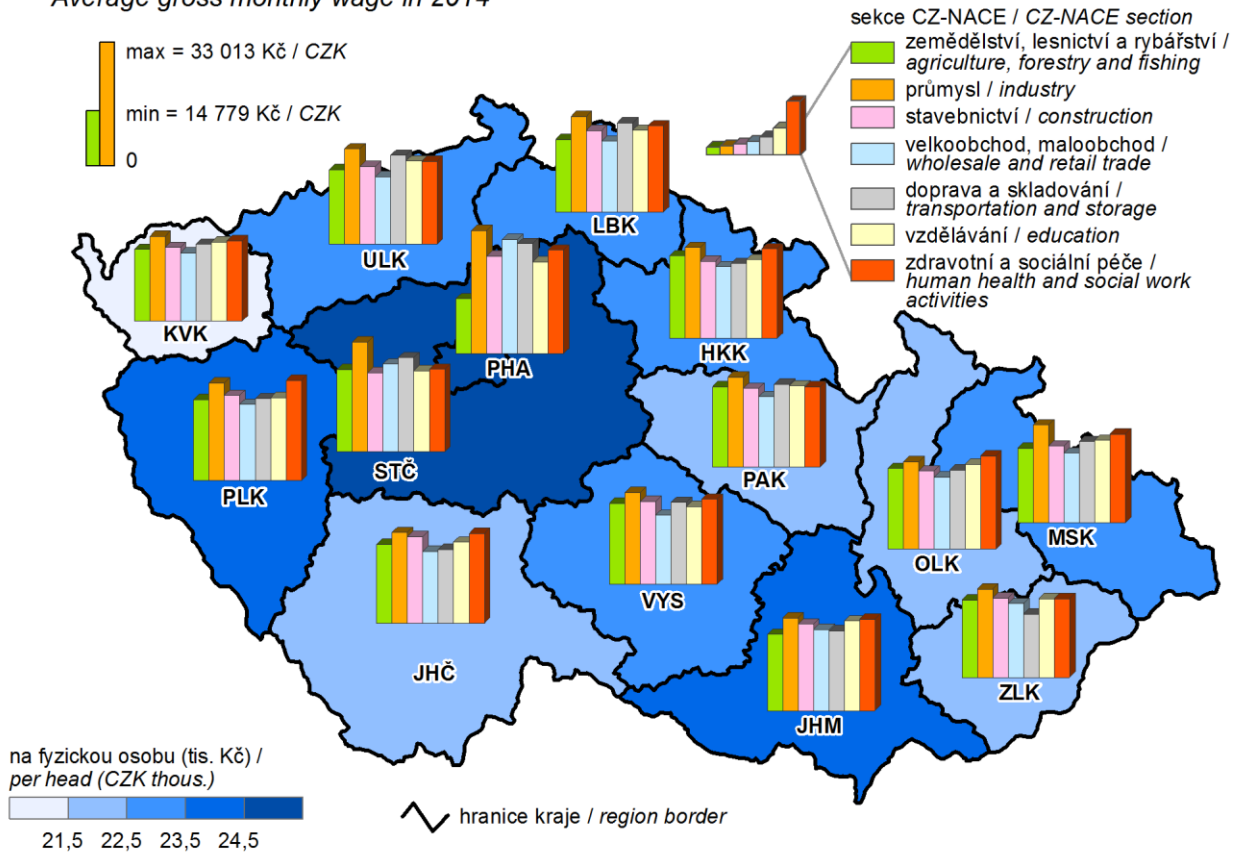 Average gross monthly wage in 2014
max = 33 013 Kč / CZK
min = 14 779 Kč / CZK
0
sekce CZ-NACE / CZ-NACE section
zemědělství, lesnictví a rybářství /
agriculture, forestry and fishing
průmysl / industry
stavebnictví / construction
velkoobchod, maloobchod /
wholesale and retail trade
doprava a skladování /
transportation and storage
vzdělávání / education
zdravotní a sociální péče /
human health and social work
activities
LBK
ULK
KVK
HKK
PHA
STČ
PAK
PLK
MSK
OLK
VYS
JHČ
ZLK
JHM
na fyzickou osobu (tis. Kč) /
per head (CZK thous.)
21,5 22,5 23,5 24,5
hranice kraje / region border